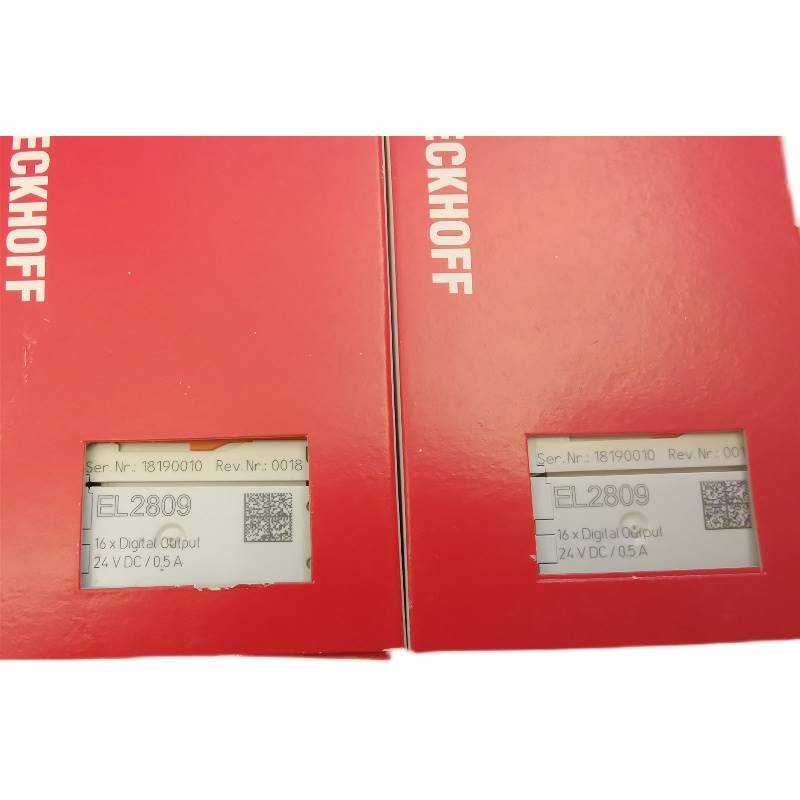 ECKHOFF
Ser.Nr.: 18190010 Rev.Nr.: 0018
EL2809
16 x Digital Output
24 V DC / 0.5 A
ECKHOFF
Ser.Nr.: 18190010 Rev.Nr.: 001
EL2809
16 x Digital Output
24 V DC / 0.5 A